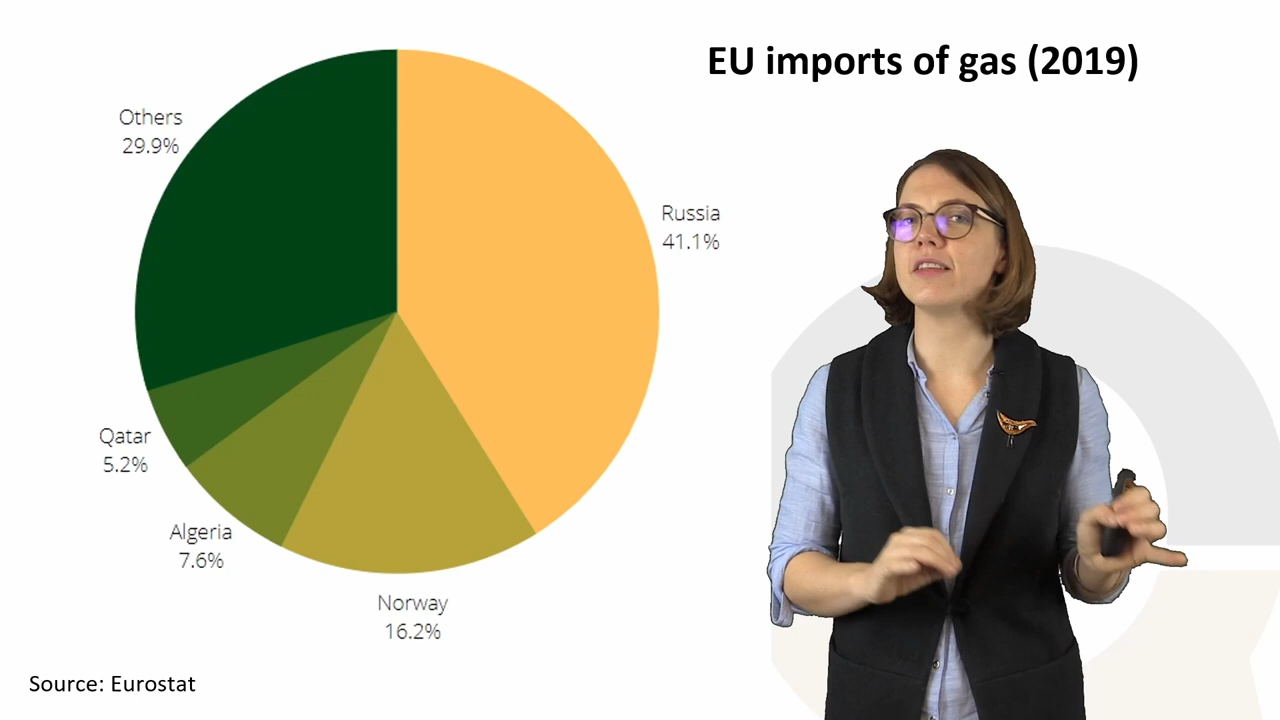 EU imports of gas (2019)
Others
29.9%
Russia
41.1%
Qatar
5.2%
Algeria
7.6%
Norway
16.2%
Source: Eurostat